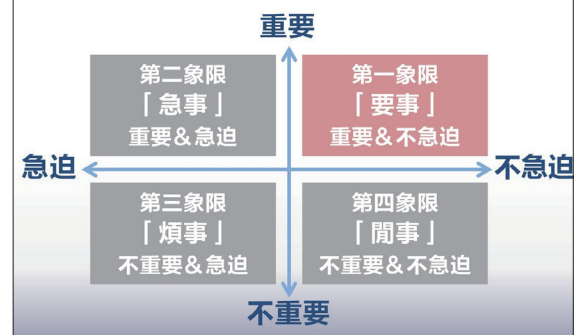 重要
第二象限
「急事」
重要&急迫
第一象限
「要事」
重要&不急迫
急迫
不急迫
第三象限
「煩事」
不重要&急迫
第四象限
「閒事」
不重要&不急迫
不重要